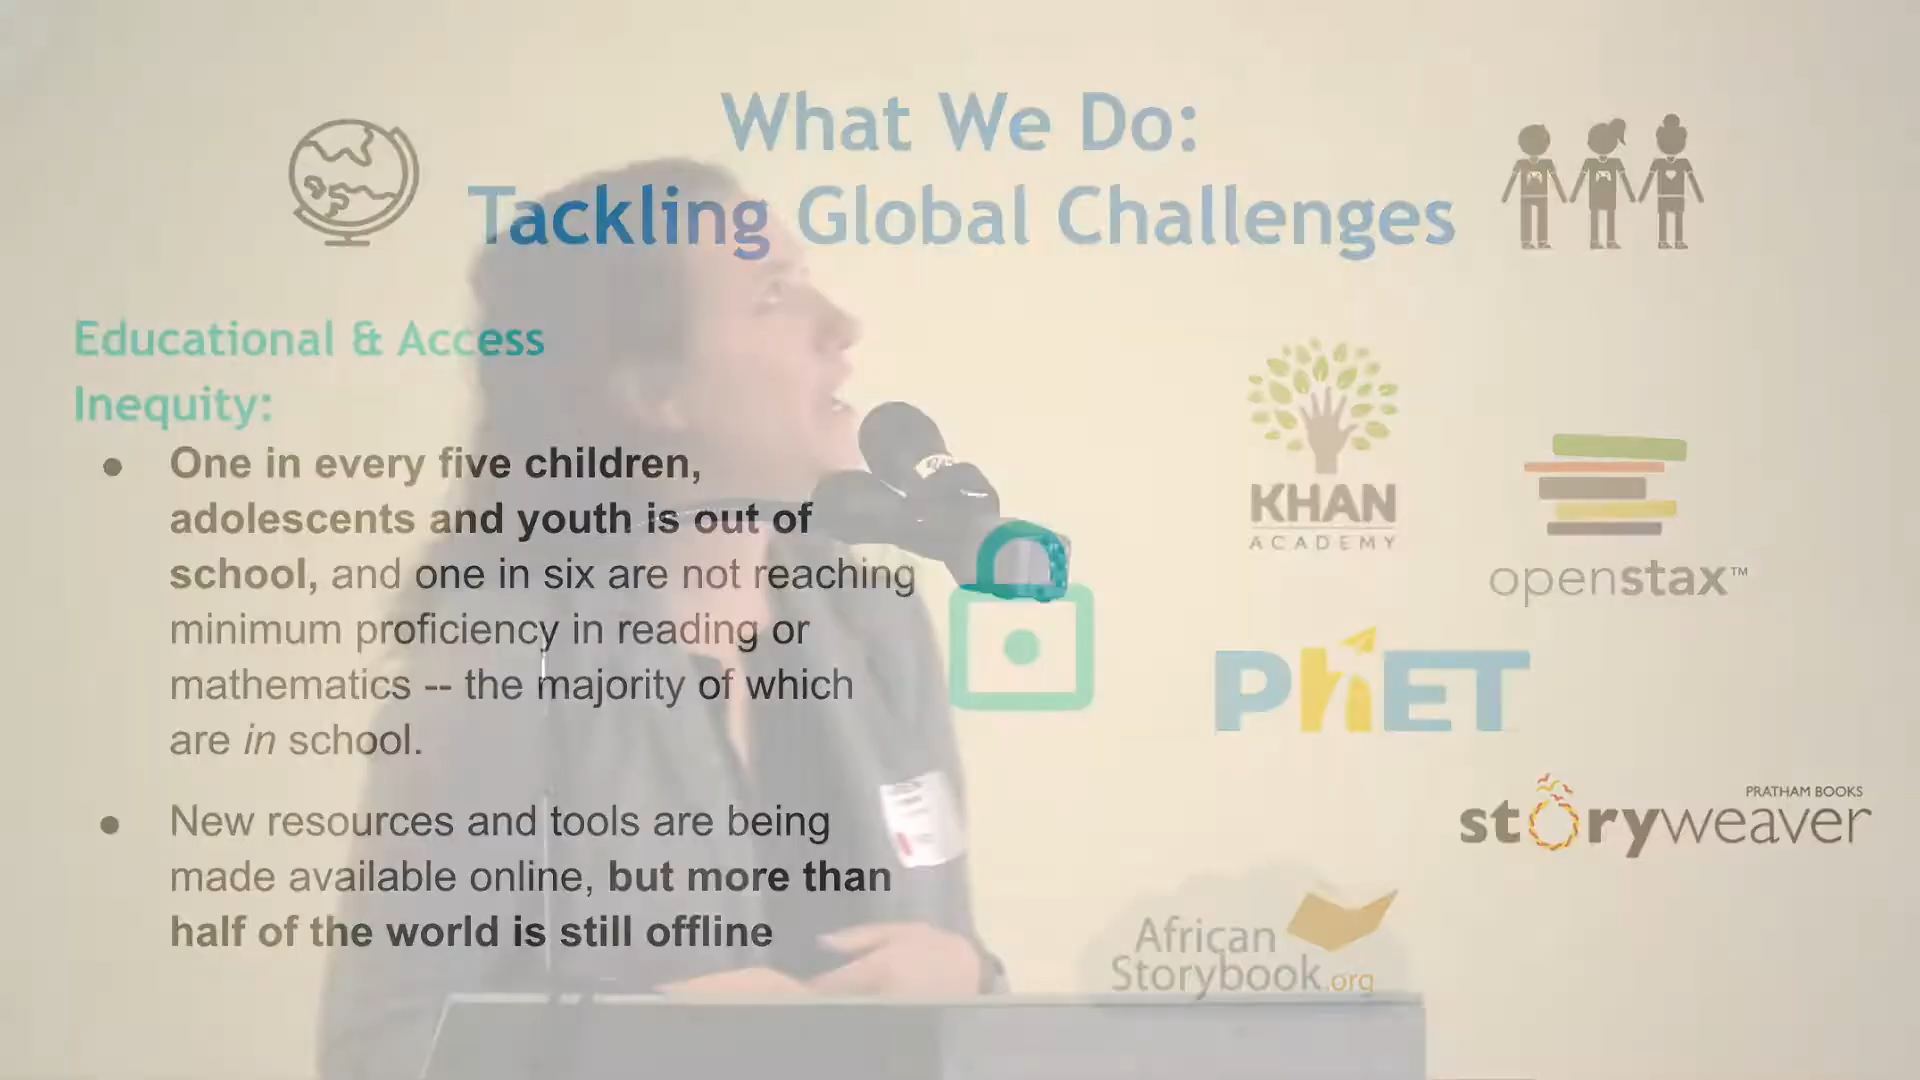 What We Do:
Tackling Global Challenges
Educational & Access
Inequity:
One in every five children,
adolescents and youth is out of
school, and one in six are not reaching
minimum proficiency in reading or
mathematics -- the majority of which
are in school.
New resources and tools are being
made available online, but more than
half of the world is still offline
KHAN
ACADEMY
openstax™
PhET
PRATHAM BOOKS
storyweaver
African
Storybook.org